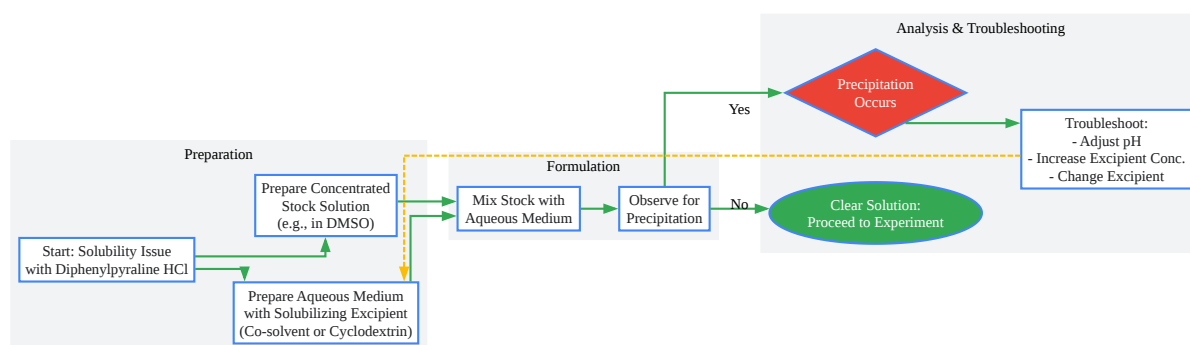 Analysis & Troubleshooting
Precipitation
Occurs
Yes
Troubleshoot:
- Adjust pH
- Increase Excipient Conc.
- Change Excipient
Preparation
Formulation
Prepare Concentrated
Stock Solution
(e.g., in DMSO)
Mix Stock with
Aqueous Medium
Observe for
Precipitation
No
Clear Solution:
Proceed to Experiment
Start: Solubility Issue
with Diphenylpyraline HCl
Prepare Aqueous Medium
with Solubilizing Excipient
(Co-solvent or Cyclodextrin)